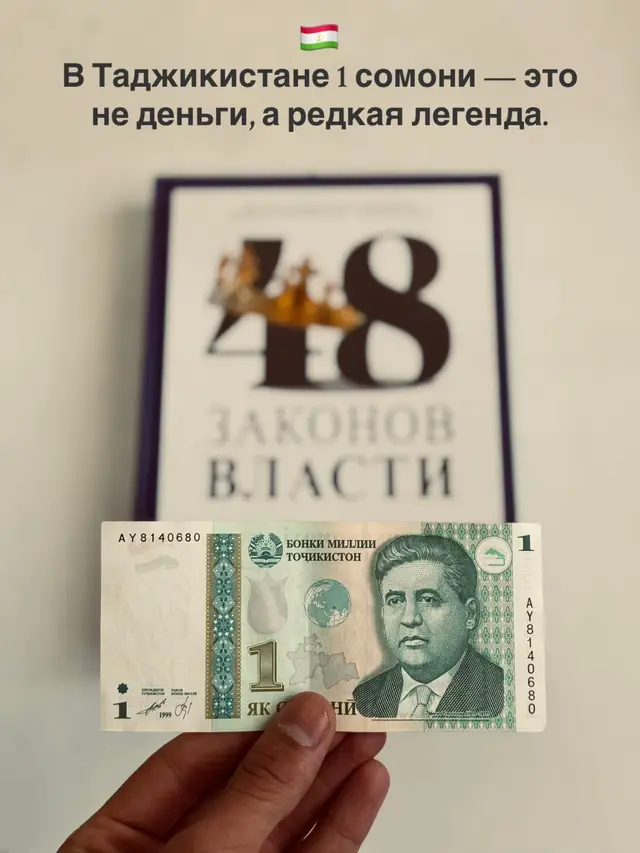 В Таджикистане 1 сомони — это
не деньги, а редкая легенда.
48
ЗАКОНОВ
ВЛАСТИ
AY8140680
БОНКИ МИЛЛИИ
ТОҶИКИСТОН
1
AY8140680
1
ЯК
1
1999